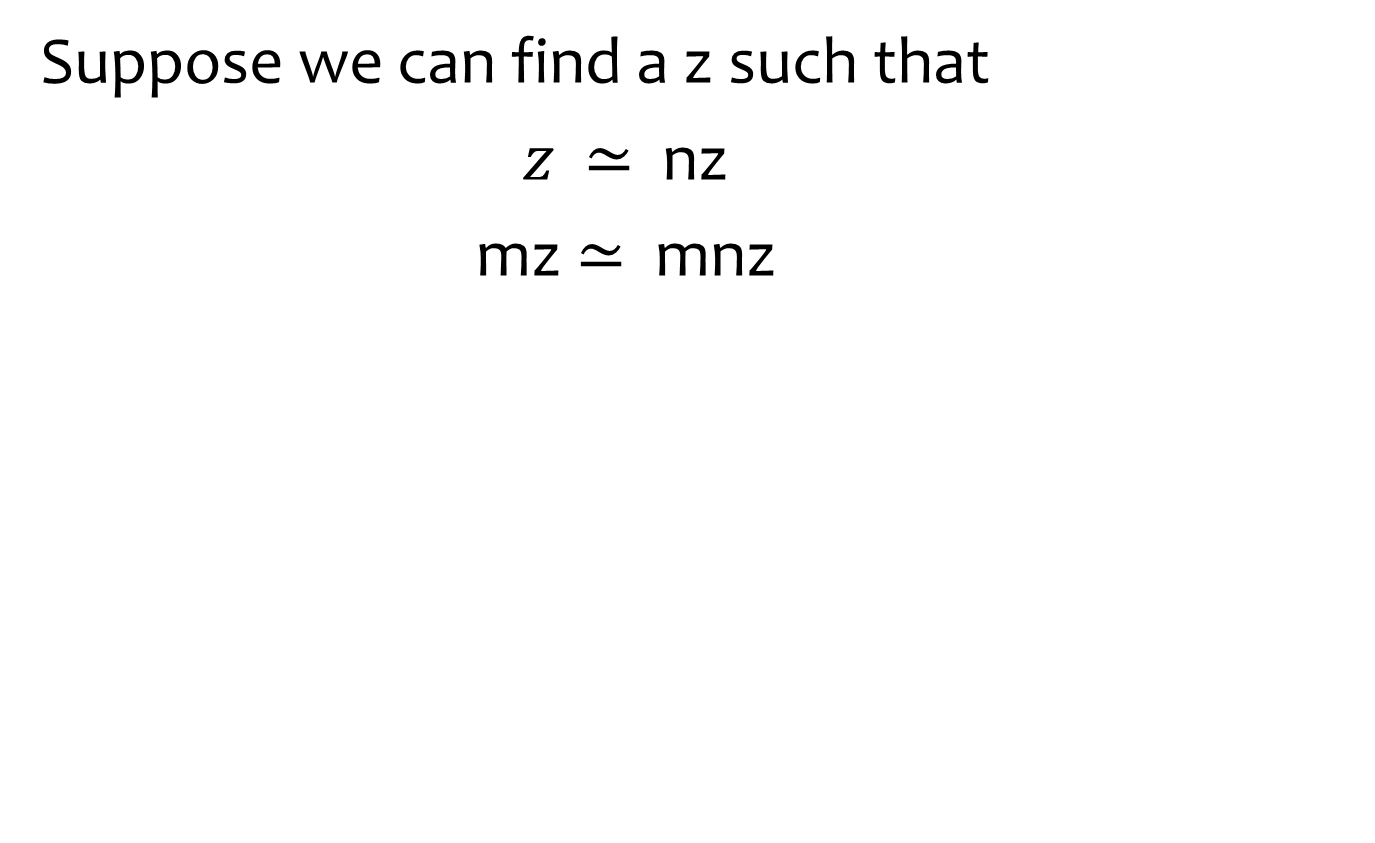 Suppose we can find a z such that
z ≃ nz
mz ≃ mnz